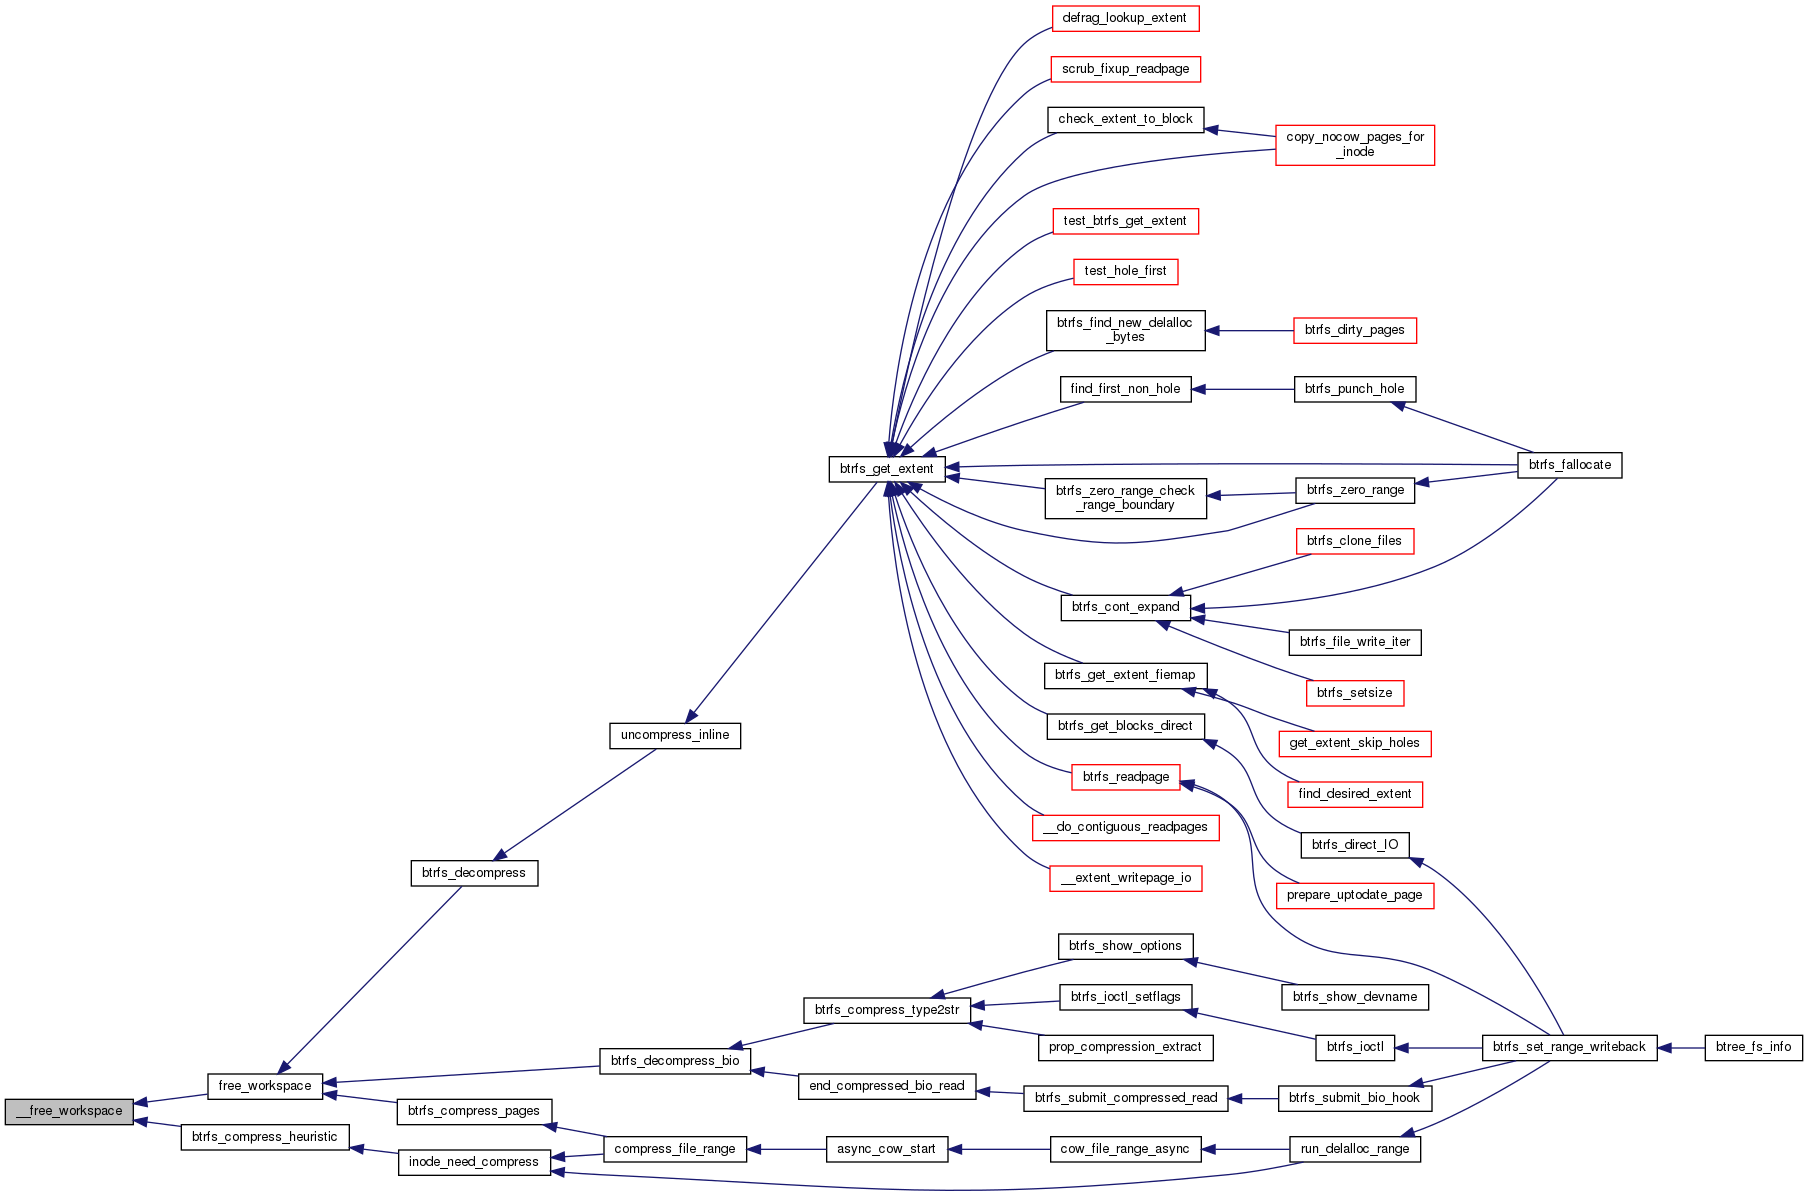 defrag_lookup_extent
scrub_fixup_readpage
check_extent_to_block
copy_nocow_pages_for
_inode
test_btrfs_get_extent
test_hole_first
btrfs_find_new_delalloc
_bytes
btrfs_dirty_pages
find_first_non_hole
btrfs_punch_hole
btrfs_get_extent
btrfs_fallocate
btrfs_zero_range_check
_range_boundary
btrfs_zero_range
btrfs_clone_files
btrfs_cont_expand
btrfs_file_write_iter
btrfs_get_extent_fiemap
btrfs_setsize
uncompress_inline
btrfs_get_blocks_direct
get_extent_skip_holes
btrfs_readpage
find_desired_extent
__do_contiguous_readpages
btrfs_direct_IO
btrfs_decompress
__extent_writepage_io
prepare_uptodate_page
btrfs_show_options
btrfs_show_devname
btrfs_compress_type2str
btrfs_ioctl_setflags
prop_compression_extract
btrfs_ioctl
btrfs_set_range_writeback
btree_fs_info
btrfs_decompress_bio
free_workspace
end_compressed_bio_read
btrfs_submit_compressed_read
btrfs_submit_bio_hook
__free_workspace
btrfs_compress_pages
btrfs_compress_heuristic
inode_need_compress
compress_file_range
async_cow_start
cow_file_range_async
run_delalloc_range